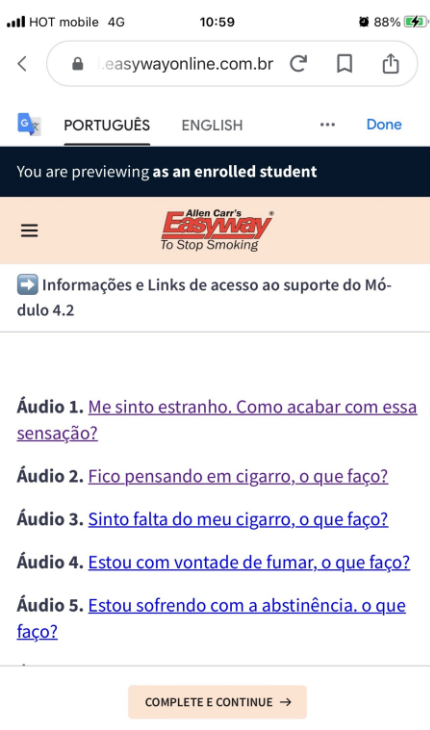 HOT mobile 4G 10:59 88%
.easywayonline.com.br
G PORTUGUÊS ENGLISH ... Done
You are previewing as an enrolled student
Allen Carr's
Easyway
To Stop Smoking
Informações e Links de acesso ao suporte do Mó-
dulo 4.2
Áudio 1. Me sinto estranho. Como acabar com essa
sensação?
Áudio 2. Fico pensando em cigarro, o que faço?
Áudio 3. Sinto falta do meu cigarro, o que faço?
Áudio 4. Estou com vontade de fumar, o que faço?
Áudio 5. Estou sofrendo com a abstinência. o que
faço?
COMPLETE E CONTINUE →